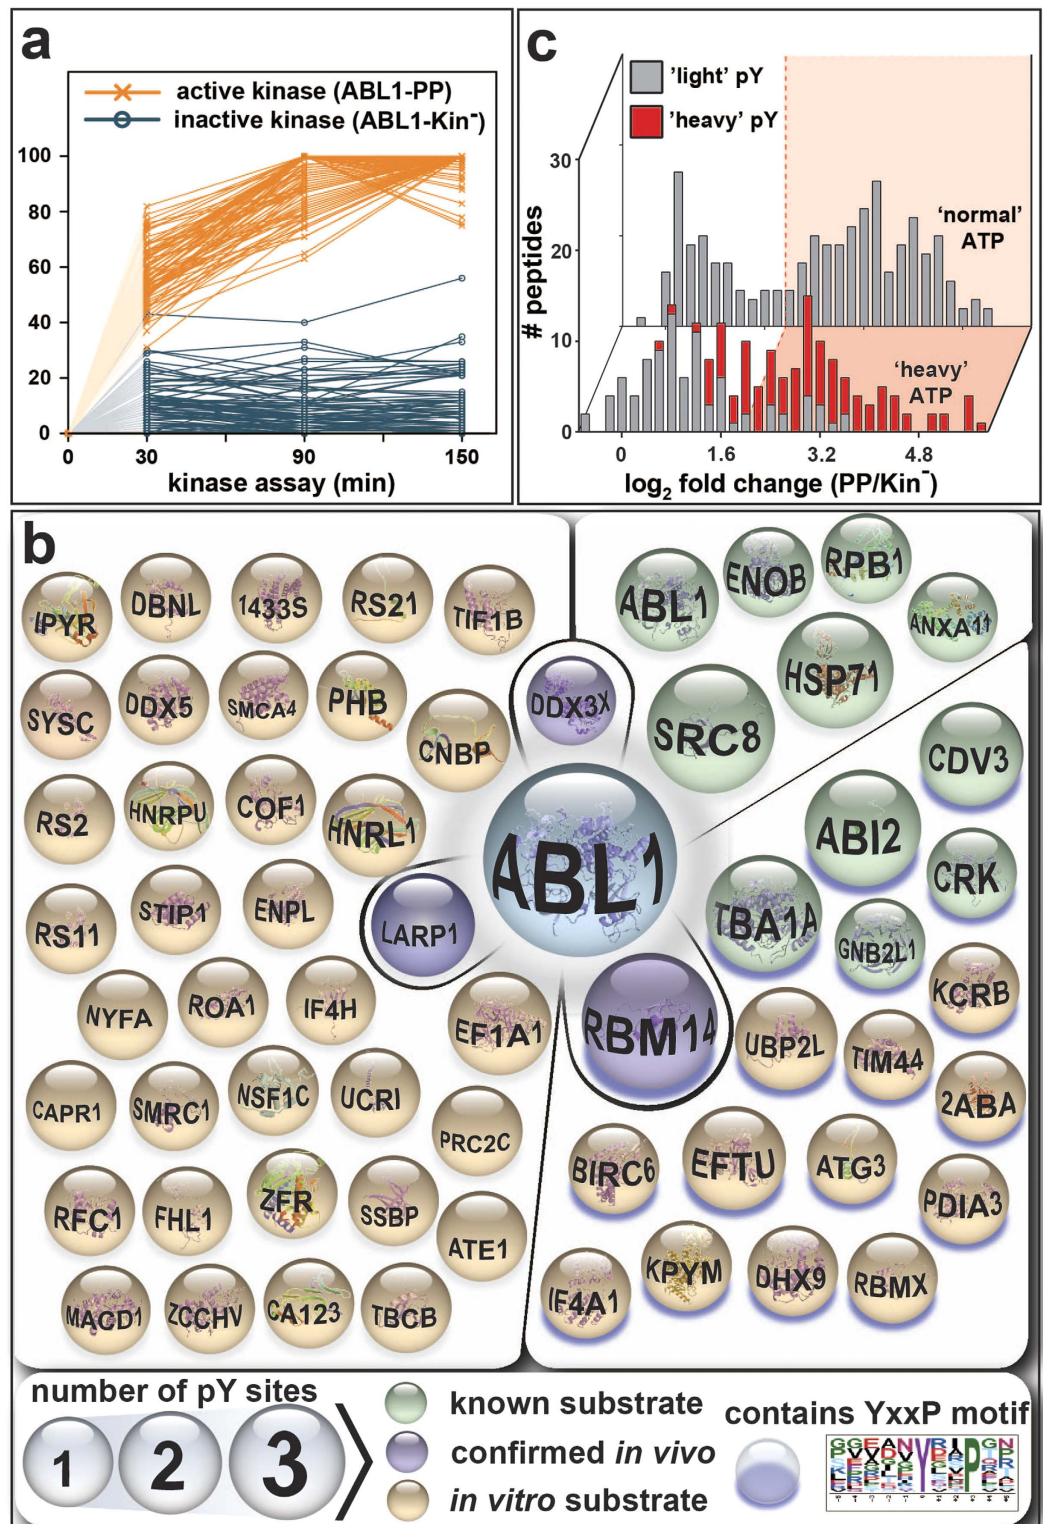 a
active kinase (ABL1-PP)
inactive kinase (ABL1-Kin⁻)
100
80
60
40
20
0
0 30 90 150
kinase assay (min)
c
'light' pY
'heavy' pY
30
20
10
0
# peptides
'normal'
ATP
'heavy'
ATP
0 1.6 3.2 4.8
log₂ fold change (PP/Kin⁻)
b
IPYR DBNL 1433S RS21 TIF1B
SYSC DDX5 SMCA4 PHB CNBP
RS2 HNRPU COF1 HNRL1
RS11 STIP1 ENPL LARP1
NYFA ROA1 IF4H EF1A1
CAPR1 SMRC1 NSF1C UCRI PRC2C
RFC1 FHL1 ZFR SSBP ATE1
MAGD1 ZCCHV CA123 TBCB
DDX3X
ABL1
RBM14
ABL1 ENOB RPB1 ANXA11
SRC8 HSP71
CDV3
ABI2 CRK
TBA1A GNB2L1 KCRB
UBP2L TIM44 2ABA
BIRC6 EFTU ATG3 PDIA3
IF4A1 KPYM DHX9 RBMX
number of pY sites
1 2 3
known substrate
confirmed in vivo
in vitro substrate
contains YxxP motif